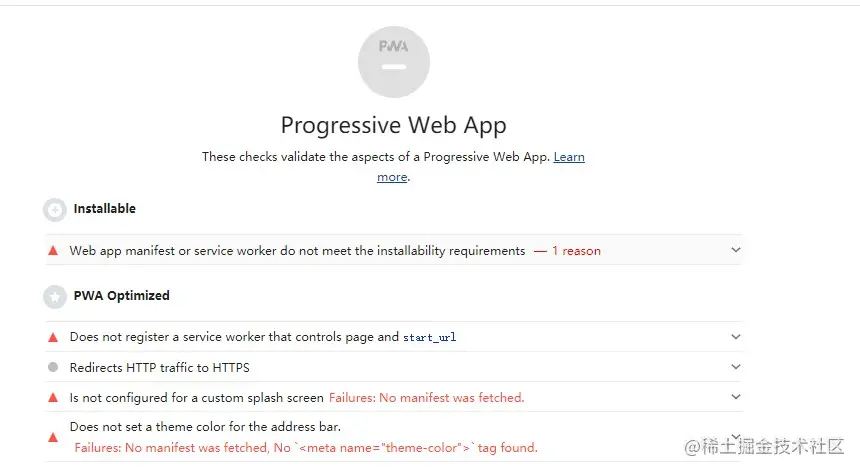 PWA
Progressive Web App
These checks validate the aspects of a Progressive Web App. Learn
more.
Installable
Web app manifest or service worker do not meet the installability requirements — 1 reason
PWA Optimized
Does not register a service worker that controls page and start_url
Redirects HTTP traffic to HTTPS
Is not configured for a custom splash screen Failures: No manifest was fetched.
Does not set a theme color for the address bar.
Failures: No manifest was fetched, No `<meta name="theme-color">` tag found.
@稀土掘金技术社区